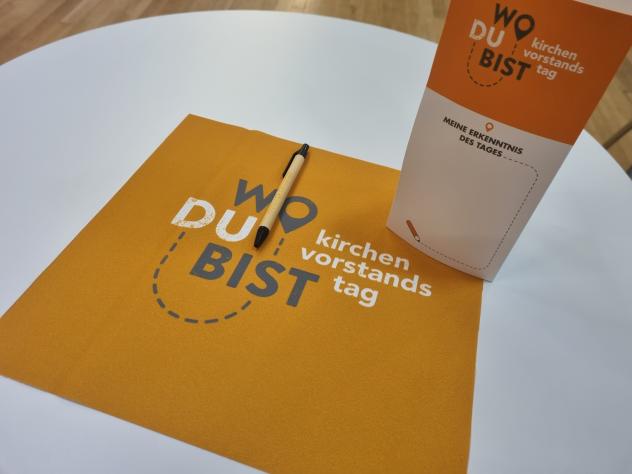 WO
DU
BIST
kirchen
vorstands
tag
MEINE ERKENNTNIS
DES TAGES
WO
DU
BIST
kirchen
vorstands
tag